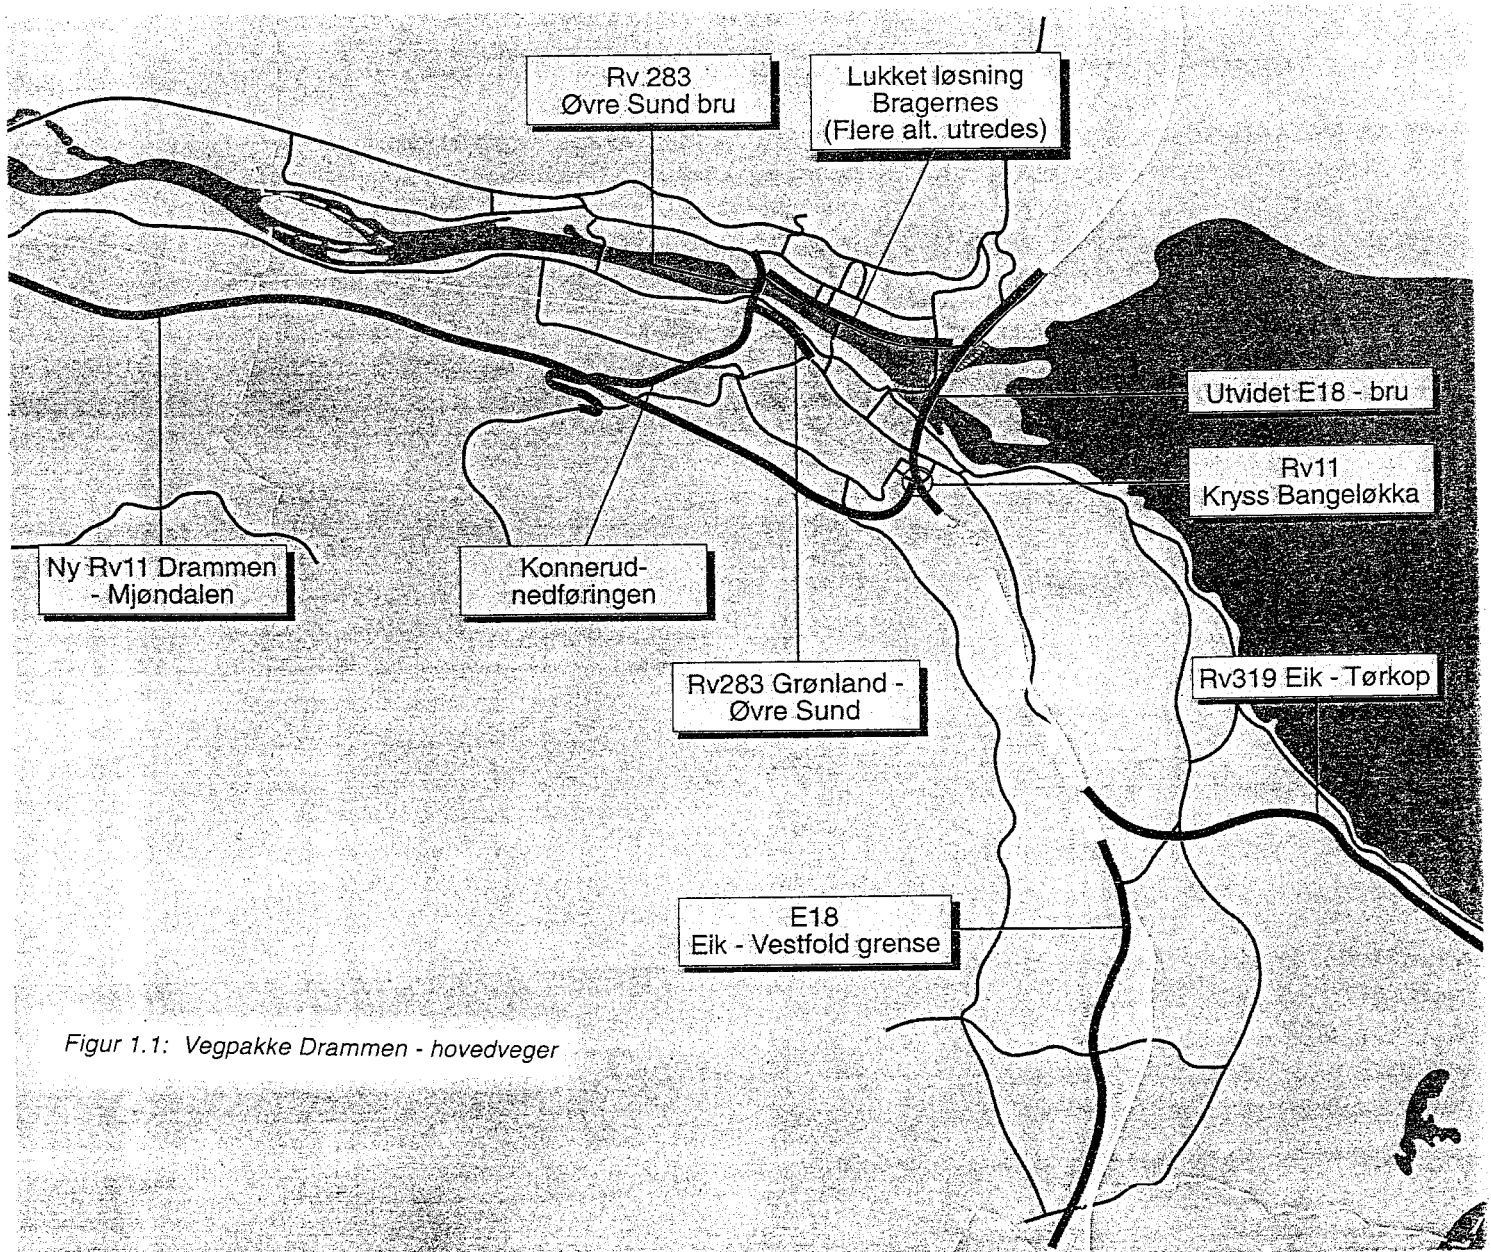 Rv.283
Øvre Sund bru
Lukket løsning
Bragernes
(Flere alt. utredes)
Utvidet E18 - bru
Rv11
Kryss Bangeløkka
Ny Rv11 Drammen
- Mjøndalen
Konnerud-
nedføringen
Rv283 Grønland -
Øvre Sund
Rv319 Eik - Tørkop
E18
Eik - Vestfold grense
Figur 1.1: Vegpakke Drammen - hovedveger